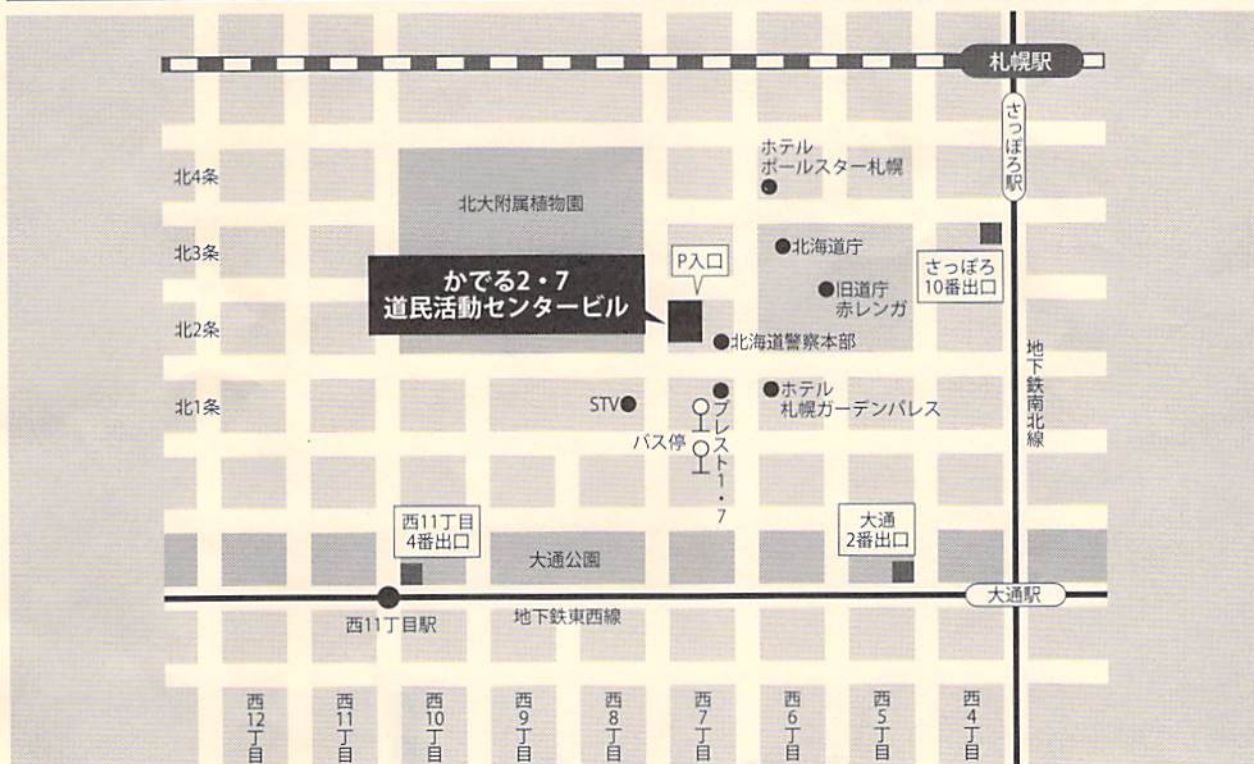 札幌駅
さっぽろ駅
ホテル
ポールスター札幌
北4条
北大附属植物園
北3条
P入口
北海道庁
さっぽろ
10番出口
かでる2・7
道民活動センタービル
旧道庁
赤レンガ
北2条
北海道警察本部
地下鉄南北線
北1条
STV
プレスト1・7
ホテル
札幌ガーデンパレス
バス停
西11丁目
4番出口
大通
2番出口
大通公園
大通駅
西11丁目駅
地下鉄東西線
西12丁目
西11丁目
西10丁目
西9丁目
西8丁目
西7丁目
西6丁目
西5丁目
西4丁目